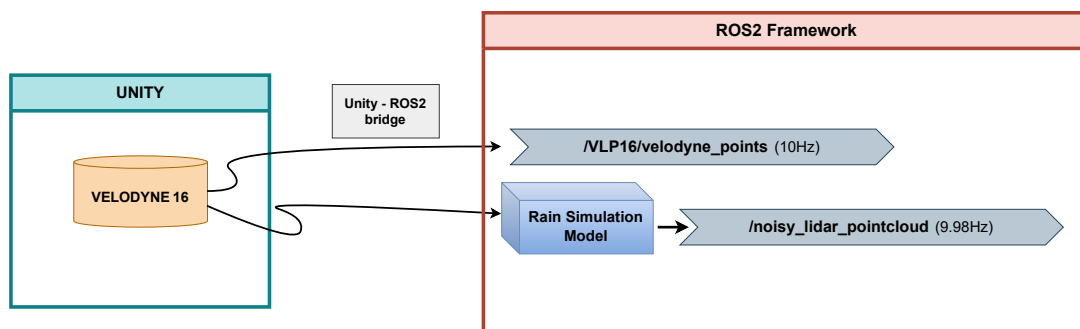 ROS2 Framework
UNITY
Unity - ROS2
bridge
/VLP16/velodyne_points (10Hz)
VELODYNE 16
Rain Simulation
Model
/noisy_lidar_pointcloud (9.98Hz)